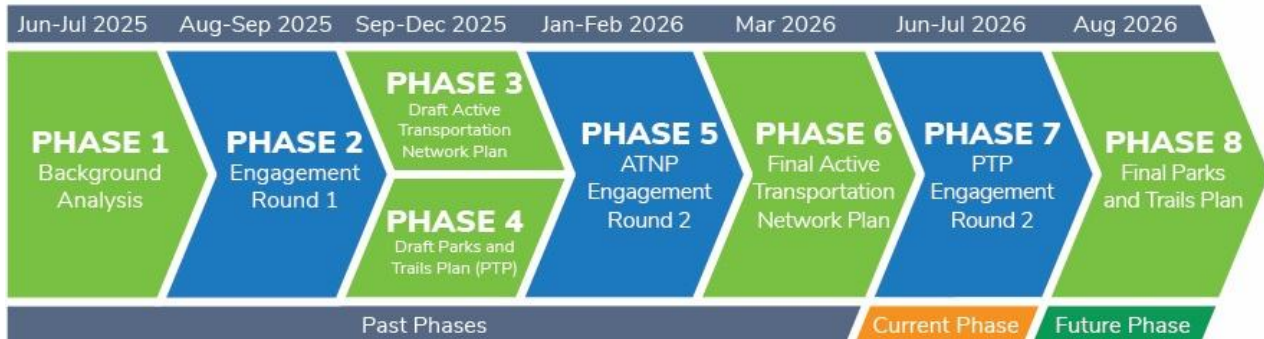 Jun-Jul 2025
Aug-Sep 2025
Sep-Dec 2025
Jan-Feb 2026
Mar 2026
Jun-Jul 2026
Aug 2026
PHASE 1
Background
Analysis
PHASE 2
Engagement
Round 1
PHASE 3
Draft Active
Transportation
Network Plan
PHASE 4
Draft Parks and
Trails Plan (PTP)
PHASE 5
ATNP
Engagement
Round 2
PHASE 6
Final Active
Transportation
Network Plan
PHASE 7
PTP
Engagement
Round 2
PHASE 8
Final Parks
and Trails Plan
Past Phases
Current Phase
Future Phase